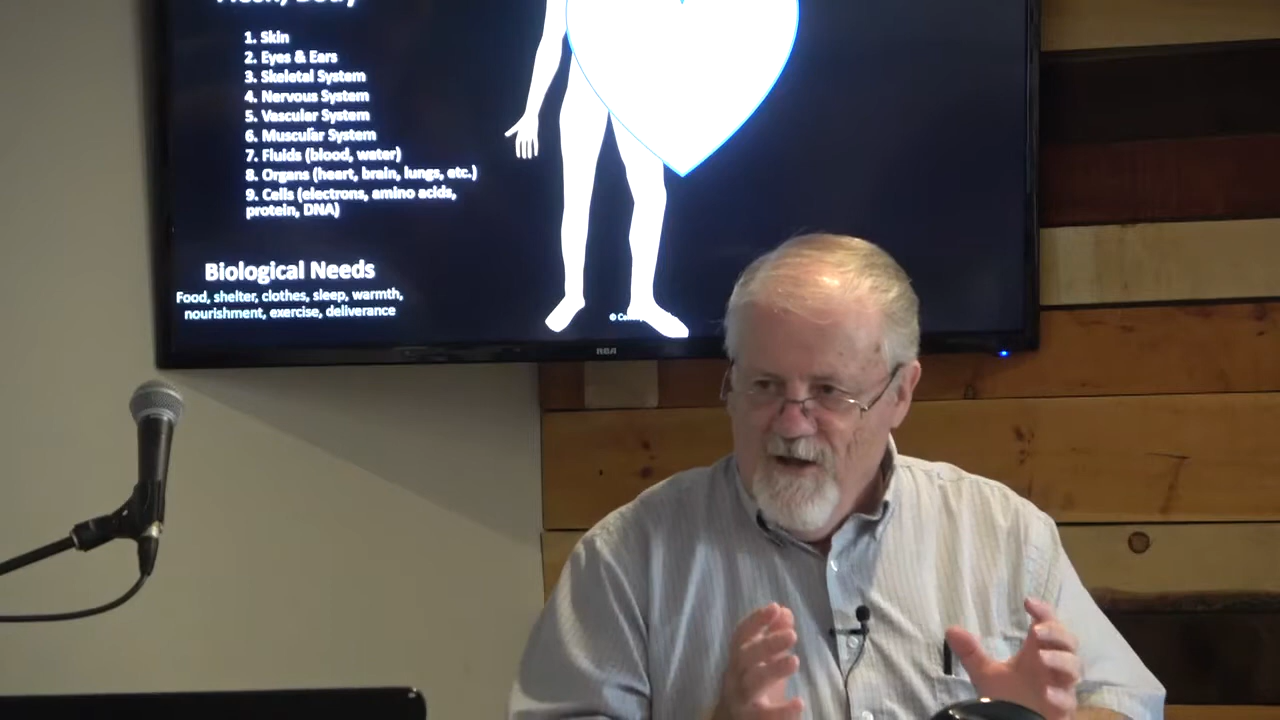 1. Skin
2. Eyes & Ears
3. Skeletal System
4. Nervous System
5. Vascular System
6. Muscular System
7. Fluids (blood, water)
8. Organs (heart, brain, lungs, etc.)
9. Cells (electrons, amino acids,
protein, DNA)
Biological Needs
Food, shelter, clothes, sleep, warmth,
nourishment, exercise, deliverance
RCA